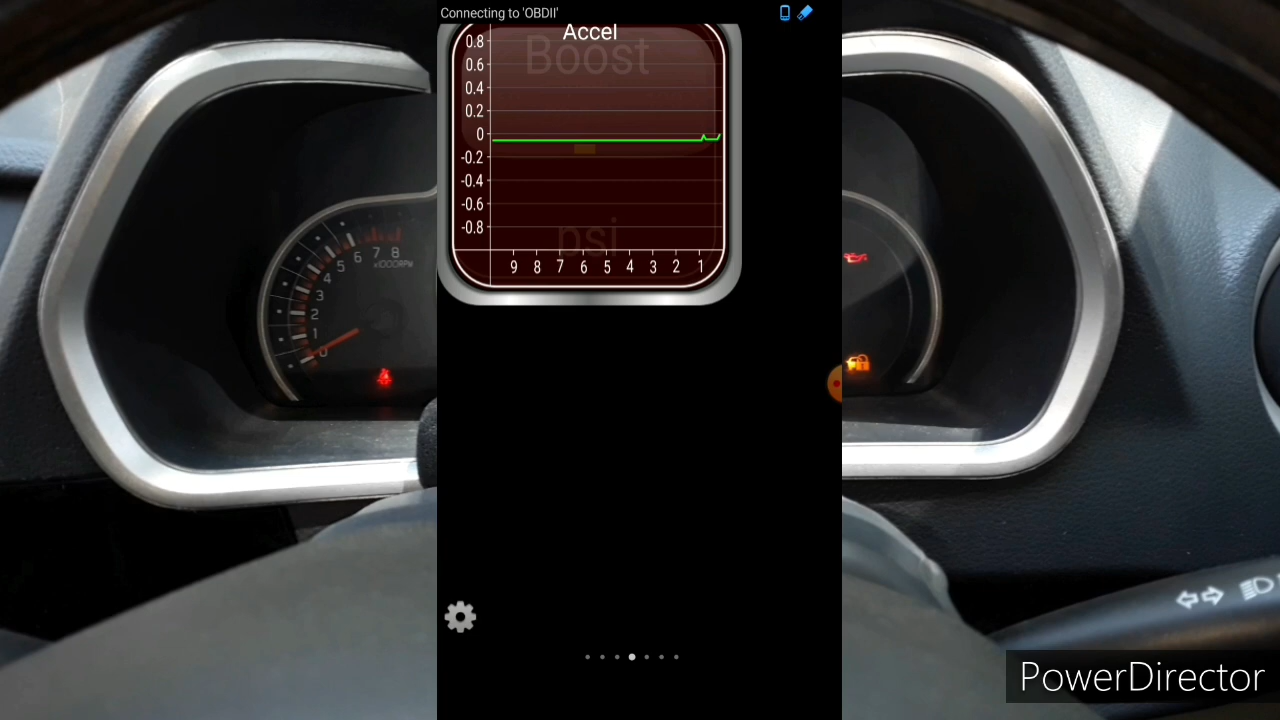 Connecting to 'OBDII'
Accel
Boost
0.8
0.6
0.4
0.2
0
-0.2
-0.4
-0.6
-0.8
psi
9 8 7 6 5 4 3 2 1
8
7
6
5
4
3
2
1
0
x1000RPM
PowerDirector